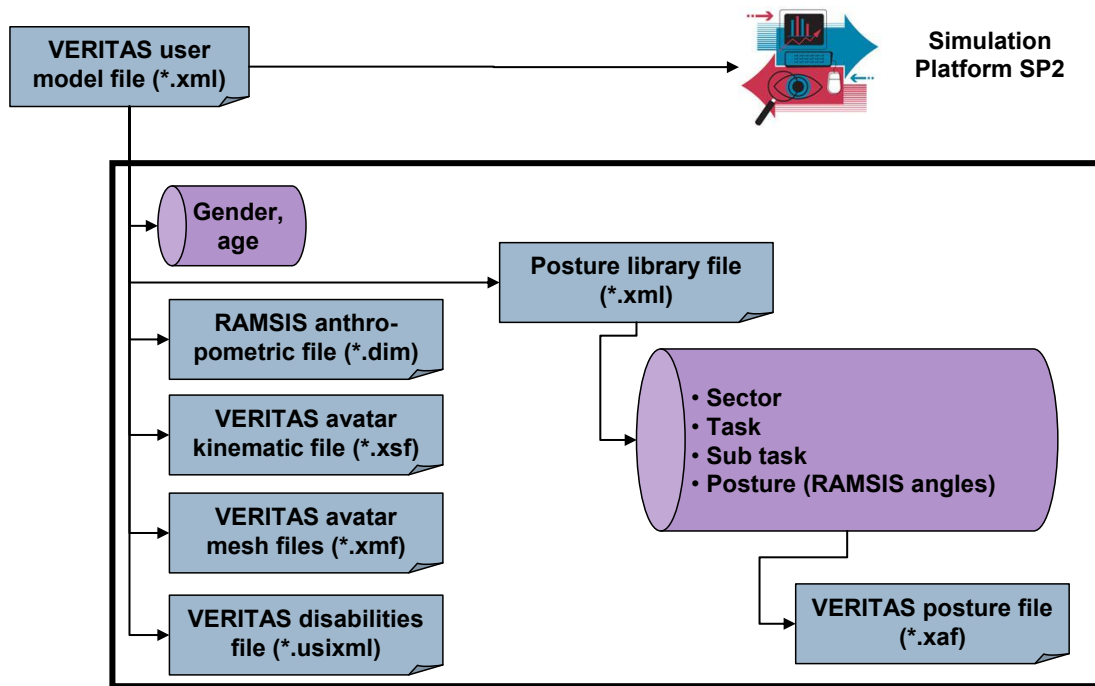 VERITAS user
model file (*.xml)
Simulation
Platform SP2
Gender,
age
Posture library file
(*.xml)
RAMSIS anthro-
pometric file (*.dim)
• Sector
• Task
• Sub task
• Posture (RAMSIS angles)
VERITAS avatar
kinematic file (*.xsf)
VERITAS avatar
mesh files (*.xmf)
VERITAS disabilities
file (*.usixml)
VERITAS posture file
(*.xaf)